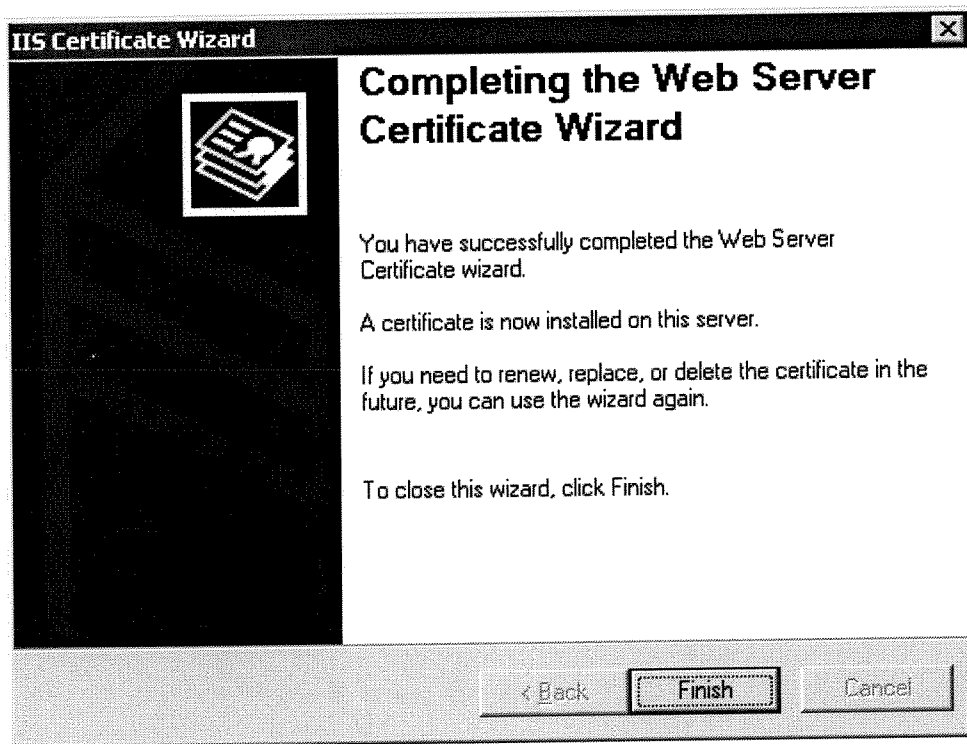 IIS Certificate Wizard
Completing the Web Server
Certificate Wizard
You have successfully completed the Web Server
Certificate wizard.
A certificate is now installed on this server.
If you need to renew, replace, or delete the certificate in the
future, you can use the wizard again.
To close this wizard, click Finish.
< Back
Finish
Cancel